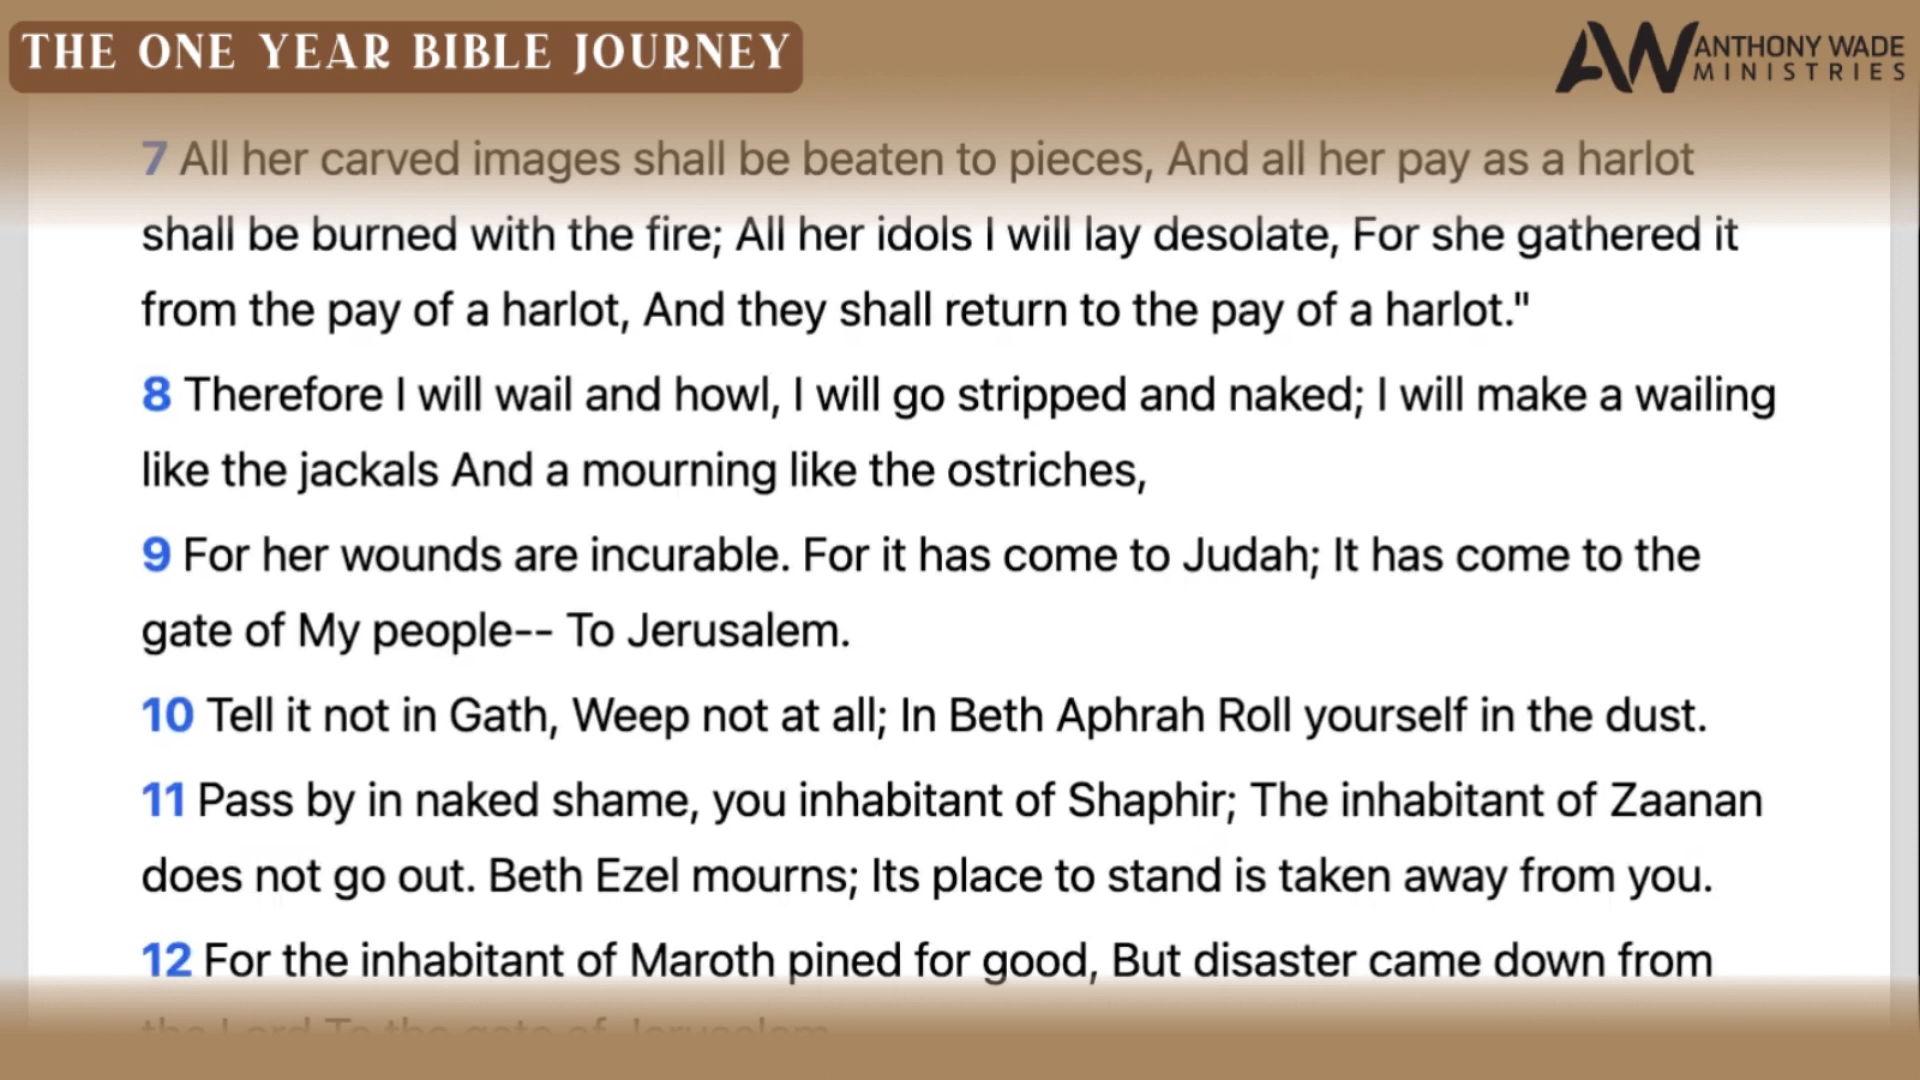 THE ONE YEAR BIBLE JOURNEY
AW ANTHONY WADE
MINISTRIES
7 All her carved images shall be beaten to pieces, And all her pay as a harlot
shall be burned with the fire; All her idols I will lay desolate, For she gathered it
from the pay of a harlot, And they shall return to the pay of a harlot."
8 Therefore I will wail and howl, I will go stripped and naked; I will make a wailing
like the jackals And a mourning like the ostriches,
9 For her wounds are incurable. For it has come to Judah; It has come to the
gate of My people-- To Jerusalem.
10 Tell it not in Gath, Weep not at all; In Beth Aphrah Roll yourself in the dust.
11 Pass by in naked shame, you inhabitant of Shaphir; The inhabitant of Zaanan
does not go out. Beth Ezel mourns; Its place to stand is taken away from you.
12 For the inhabitant of Maroth pined for good, But disaster came down from
the Lord To the gate of Jerusalem